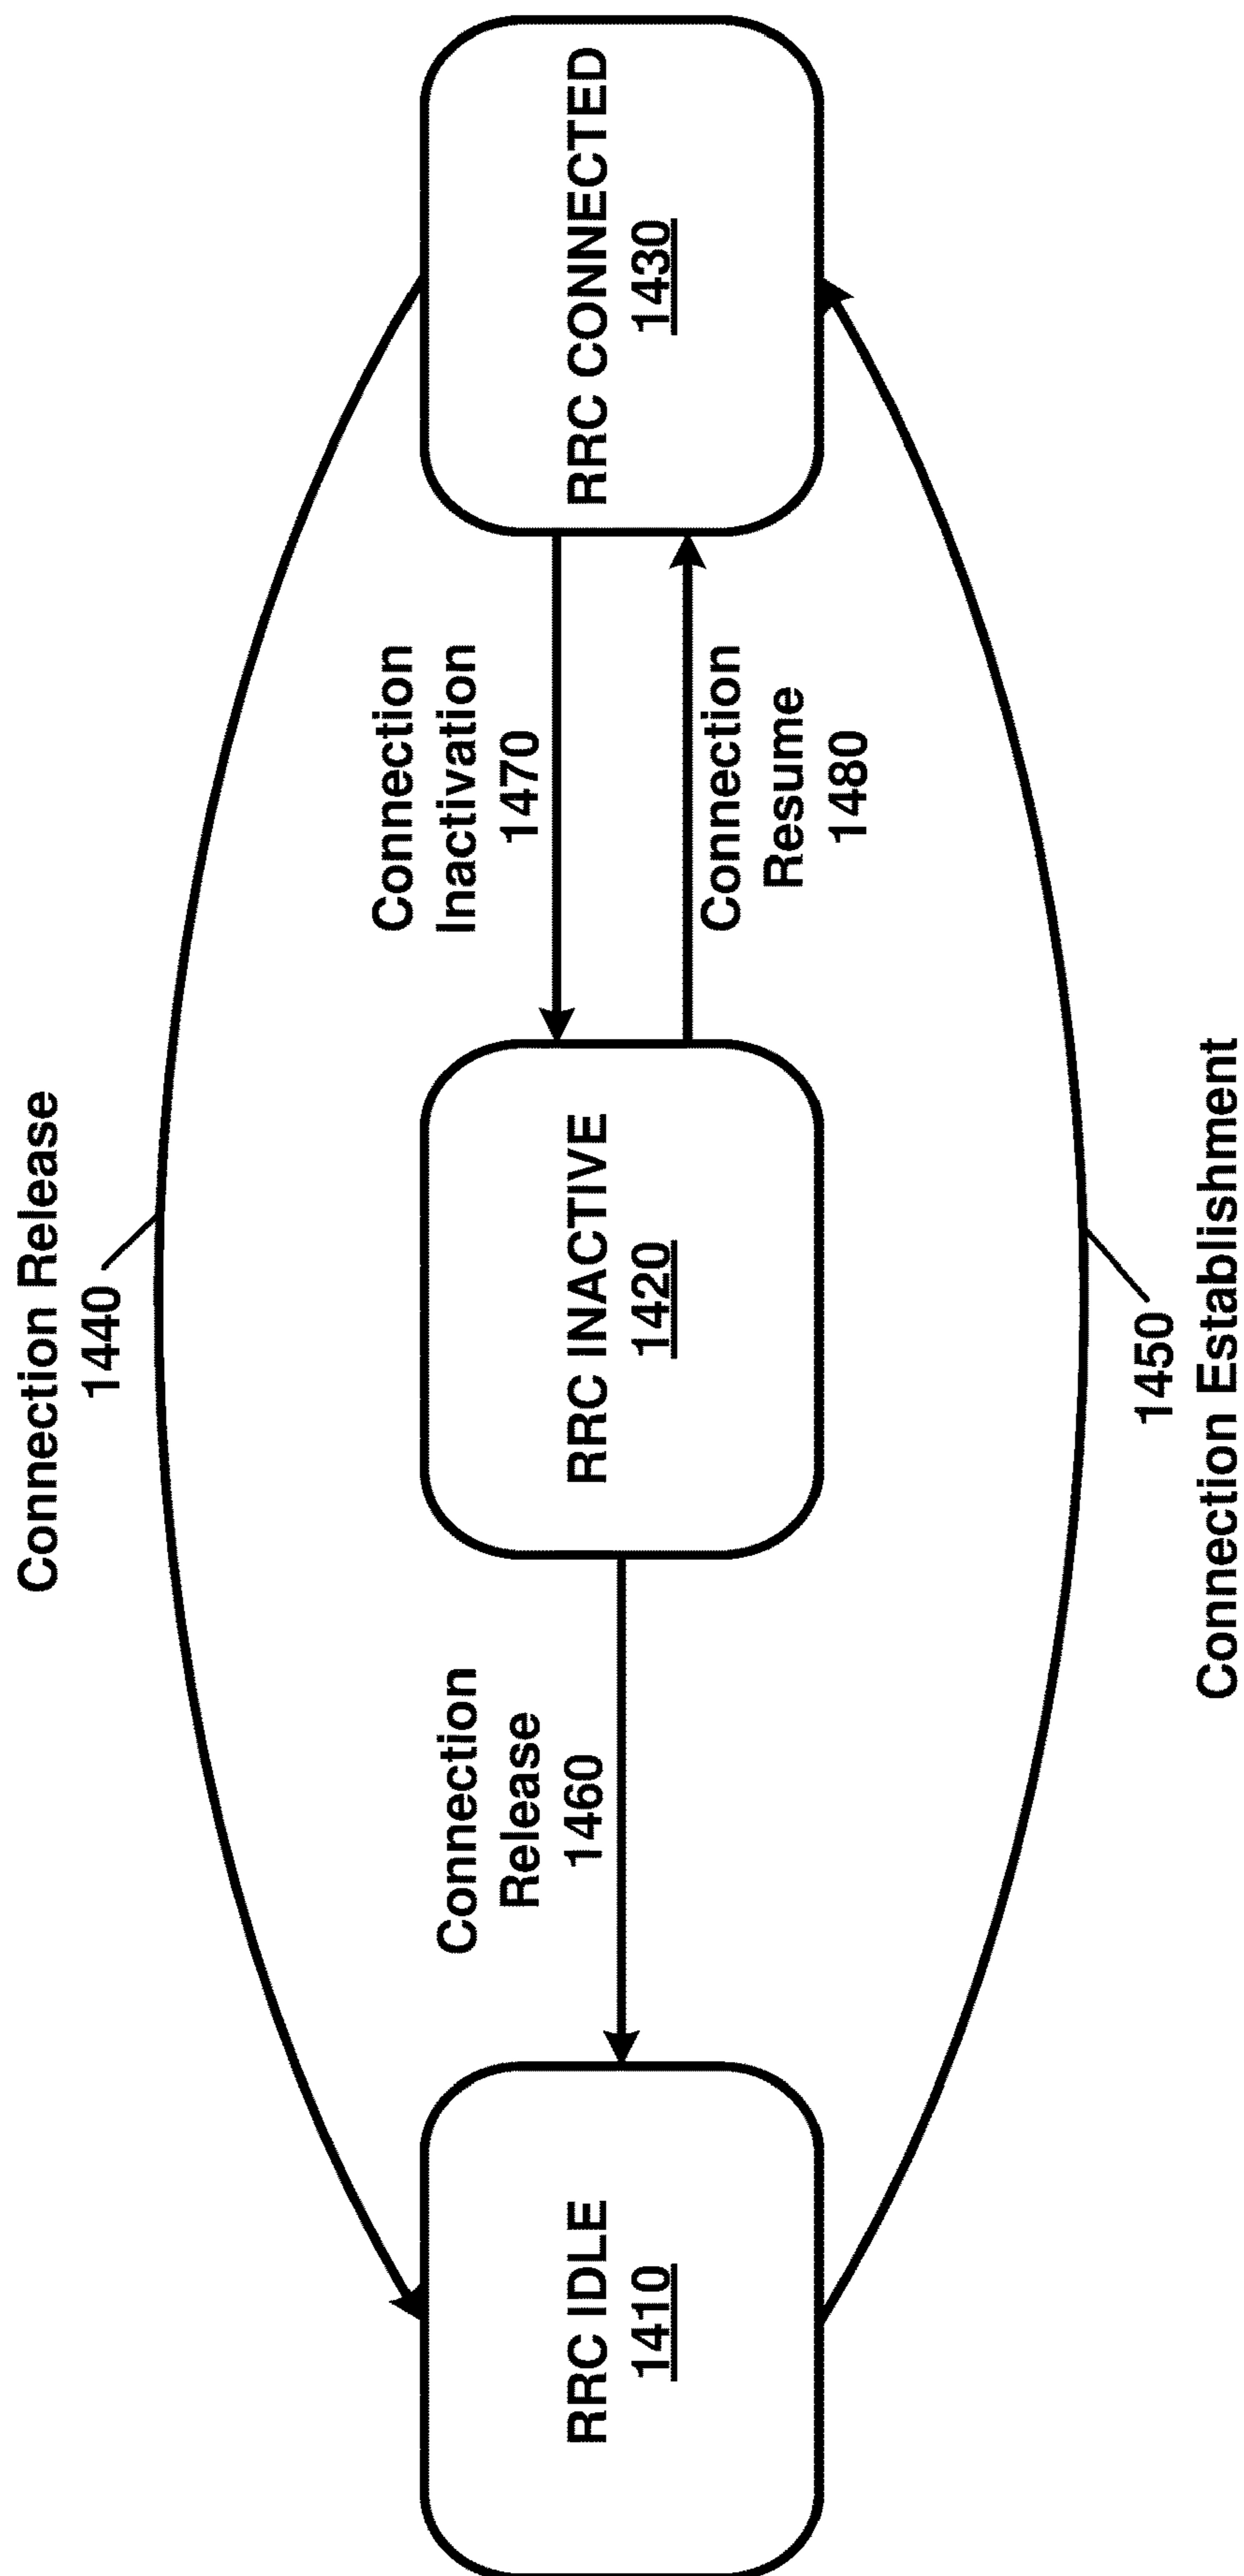 Connection Release
1440
Connection
Release
1460
Connection
Inactivation
1470
RRC IDLE
1410
RRC INACTIVE
1420
RRC CONNECTED
1430
Connection
Resume
1480
1450
Connection Establishment